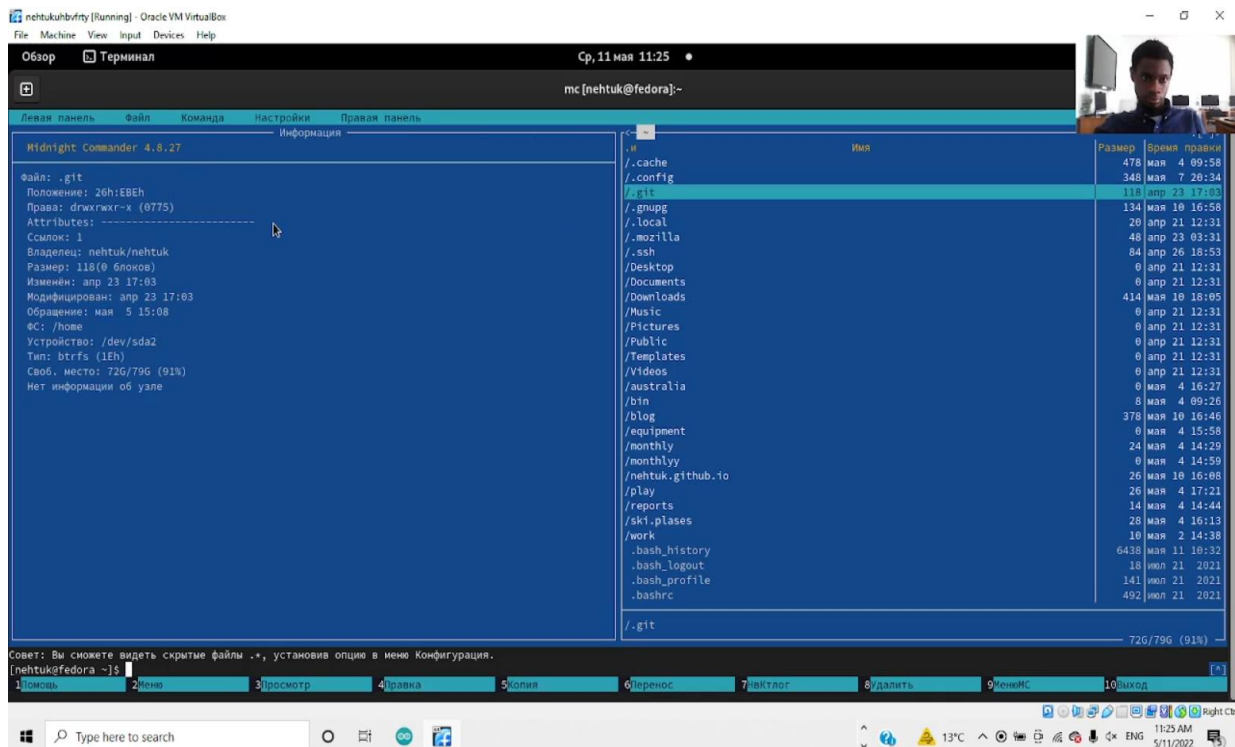 nehtukuhbvfrty [Running] - Oracle VM VirtualBox
File Machine View Input Devices Help
Обзор Терминал Ср, 11 мая 11:25
mc [nehtuk@fedora]:~
Левая панель Файл Команда Настройки Правая панель
Информация
Midnight Commander 4.8.27
Файл: .git
Положение: 26h:EBEh
Права: drwxrwxr-x (0775)
Attributes: -------------------------
Ссылок: 1
Владелец: nehtuk/nehtuk
Размер: 118(0 блоков)
Изменён: апр 23 17:03
Модифицирован: апр 23 17:03
Обращение: мая 5 15:08
ФС: /home
Устройство: /dev/sda2
Тип: btrfs (1Eh)
Своб. место: 72G/79G (91%)
Нет информации об узле
<- ~
.и Имя Размер Время правки
/.cache 478 мая 4 09:58
/.config 348 мая 7 20:34
/.git 118 апр 23 17:03
/.gnupg 134 мая 10 16:58
/.local 20 апр 21 12:31
/.mozilla 48 апр 23 03:31
/.ssh 84 апр 26 18:53
/Desktop 0 апр 21 12:31
/Documents 0 апр 21 12:31
/Downloads 414 мая 10 18:05
/Music 0 апр 21 12:31
/Pictures 0 апр 21 12:31
/Public 0 апр 21 12:31
/Templates 0 апр 21 12:31
/Videos 0 апр 21 12:31
/australia 0 мая 4 16:27
/bin 8 мая 4 09:26
/blog 378 мая 10 16:46
/equipment 0 мая 4 15:58
/monthly 24 мая 4 14:29
/monthlyy 0 мая 4 14:59
/nehtuk.github.io 26 мая 10 16:08
/play 26 мая 4 17:21
/reports 14 мая 4 14:44
/ski.plases 28 мая 4 16:13
/work 10 мая 2 14:38
.bash_history 6438 мая 11 10:32
.bash_logout 18 июл 21 2021
.bash_profile 141 июл 21 2021
.bashrc 492 июл 21 2021
/.git
72G/79G (91%)
Совет: Вы сможете видеть скрытые файлы .*, установив опцию в меню Конфигурация.
[nehtuk@fedora ~]$ [^]
1Помощь 2Меню 3Просмотр 4Правка 5Копия 6Перенос 7НвКтлог 8Удалить 9МенюMC 10Выход
Right Ctr
Type here to search 13°C ENG 11:25 AM
5/11/2022